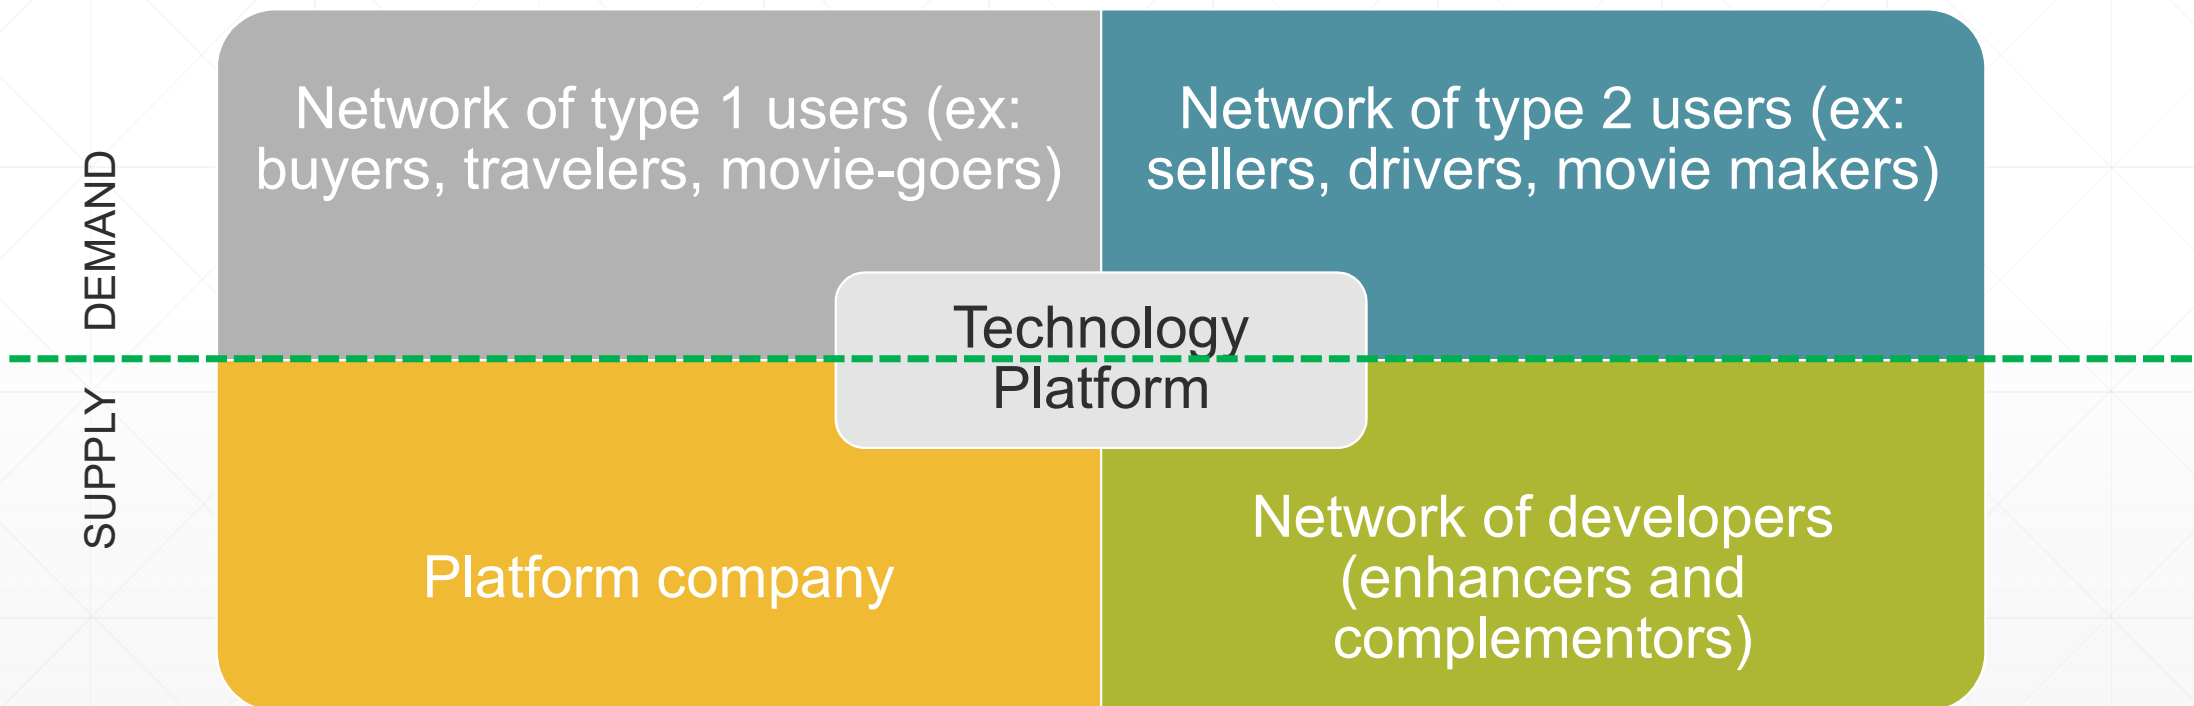 DEMAND
Network of type 1 users (ex:
buyers, travelers, movie-goers)
Network of type 2 users (ex:
sellers, drivers, movie makers)
Technology
Platform
SUPPLY
Platform company
Network of developers
(enhancers and
complementors)